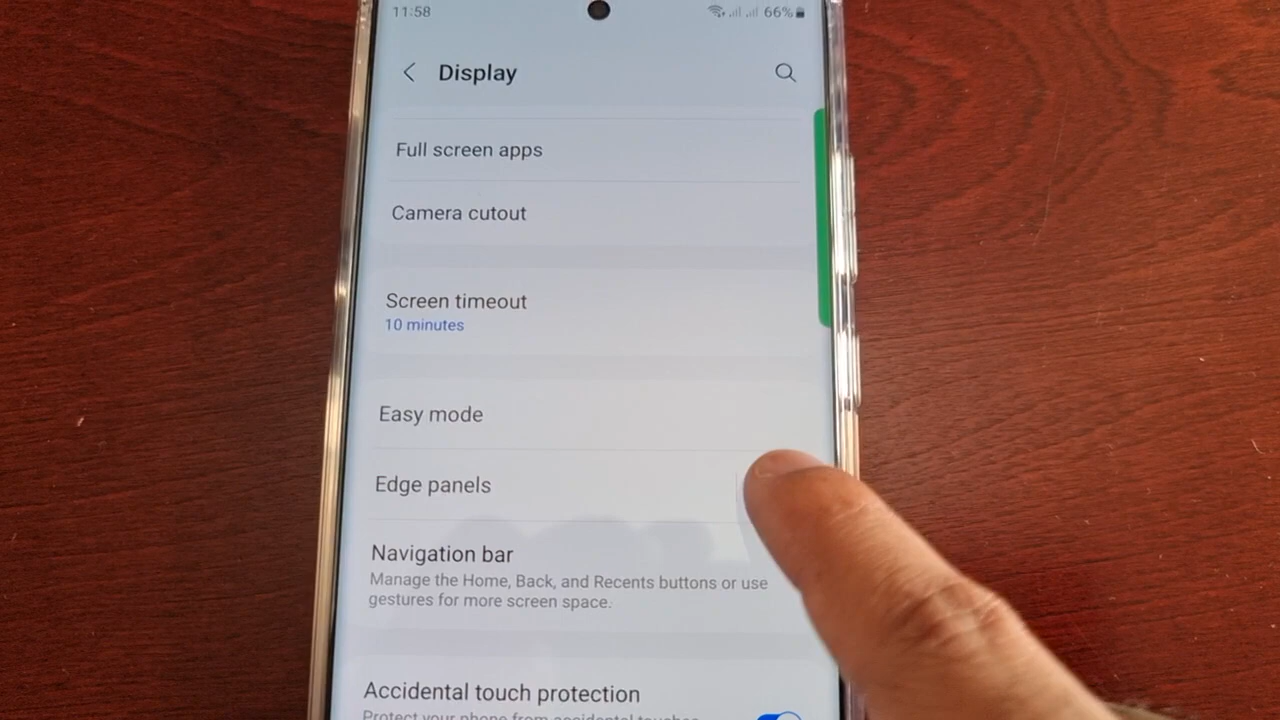 11:58
66%
Display
Full screen apps
Camera cutout
Screen timeout
10 minutes
Easy mode
Edge panels
Navigation bar
Manage the Home, Back, and Recents buttons or use
gestures for more screen space.
Accidental touch protection
Protect your phone from accidental touches